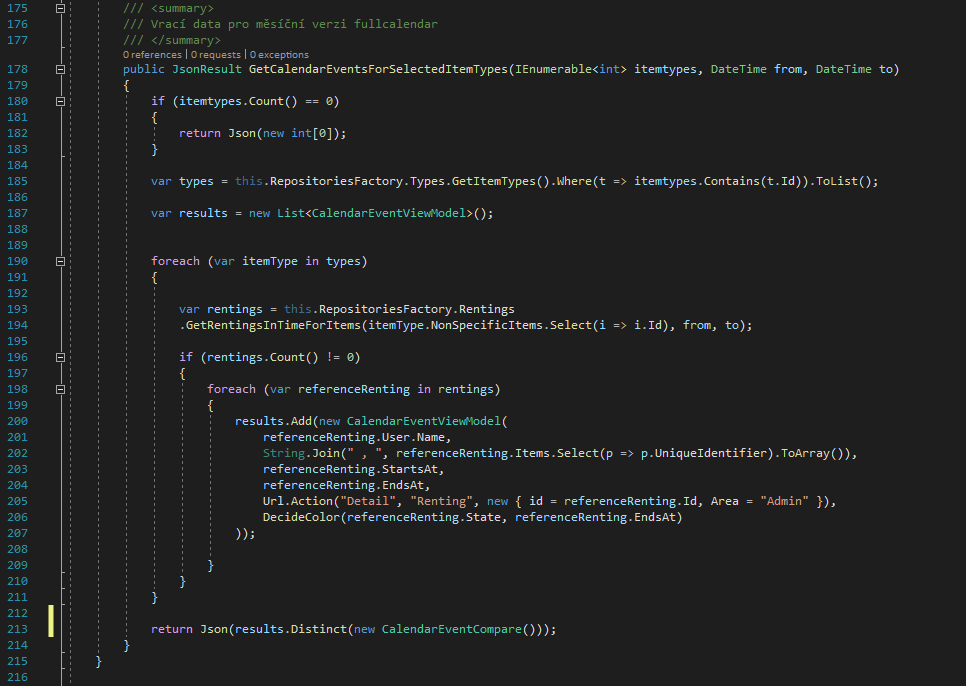 175 /// <summary>
176 /// Vrací data pro měsíční verzi fullcalendar
177 /// </summary>
0 references | 0 requests | 0 exceptions
178 public JsonResult GetCalendarEventsForSelectedItemTypes(IEnumerable<int> itemtypes, DateTime from, DateTime to)
179 {
180 if (itemtypes.Count() == 0)
181 {
182 return Json(new int[0]);
183 }
184
185 var types = this.RepositoriesFactory.Types.GetItemTypes().Where(t => itemtypes.Contains(t.Id)).ToList();
186
187 var results = new List<CalendarEventViewModel>();
188
189
190 foreach (var itemType in types)
191 {
192
193 var rentings = this.RepositoriesFactory.Rentings
194 .GetRentingsInTimeForItems(itemType.NonSpecificItems.Select(i => i.Id), from, to);
195
196 if (rentings.Count() != 0)
197 {
198 foreach (var referenceRenting in rentings)
199 {
200 results.Add(new CalendarEventViewModel(
201 referenceRenting.User.Name,
202 String.Join(" , ", referenceRenting.Items.Select(p => p.UniqueIdentifier).ToArray()),
203 referenceRenting.StartsAt,
204 referenceRenting.EndsAt,
205 Url.Action("Detail", "Renting", new { id = referenceRenting.Id, Area = "Admin" }),
206 DecideColor(referenceRenting.State, referenceRenting.EndsAt)
207 ));
208
209 }
210 }
211 }
212
213 return Json(results.Distinct(new CalendarEventCompare()));
214 }
215 }
216